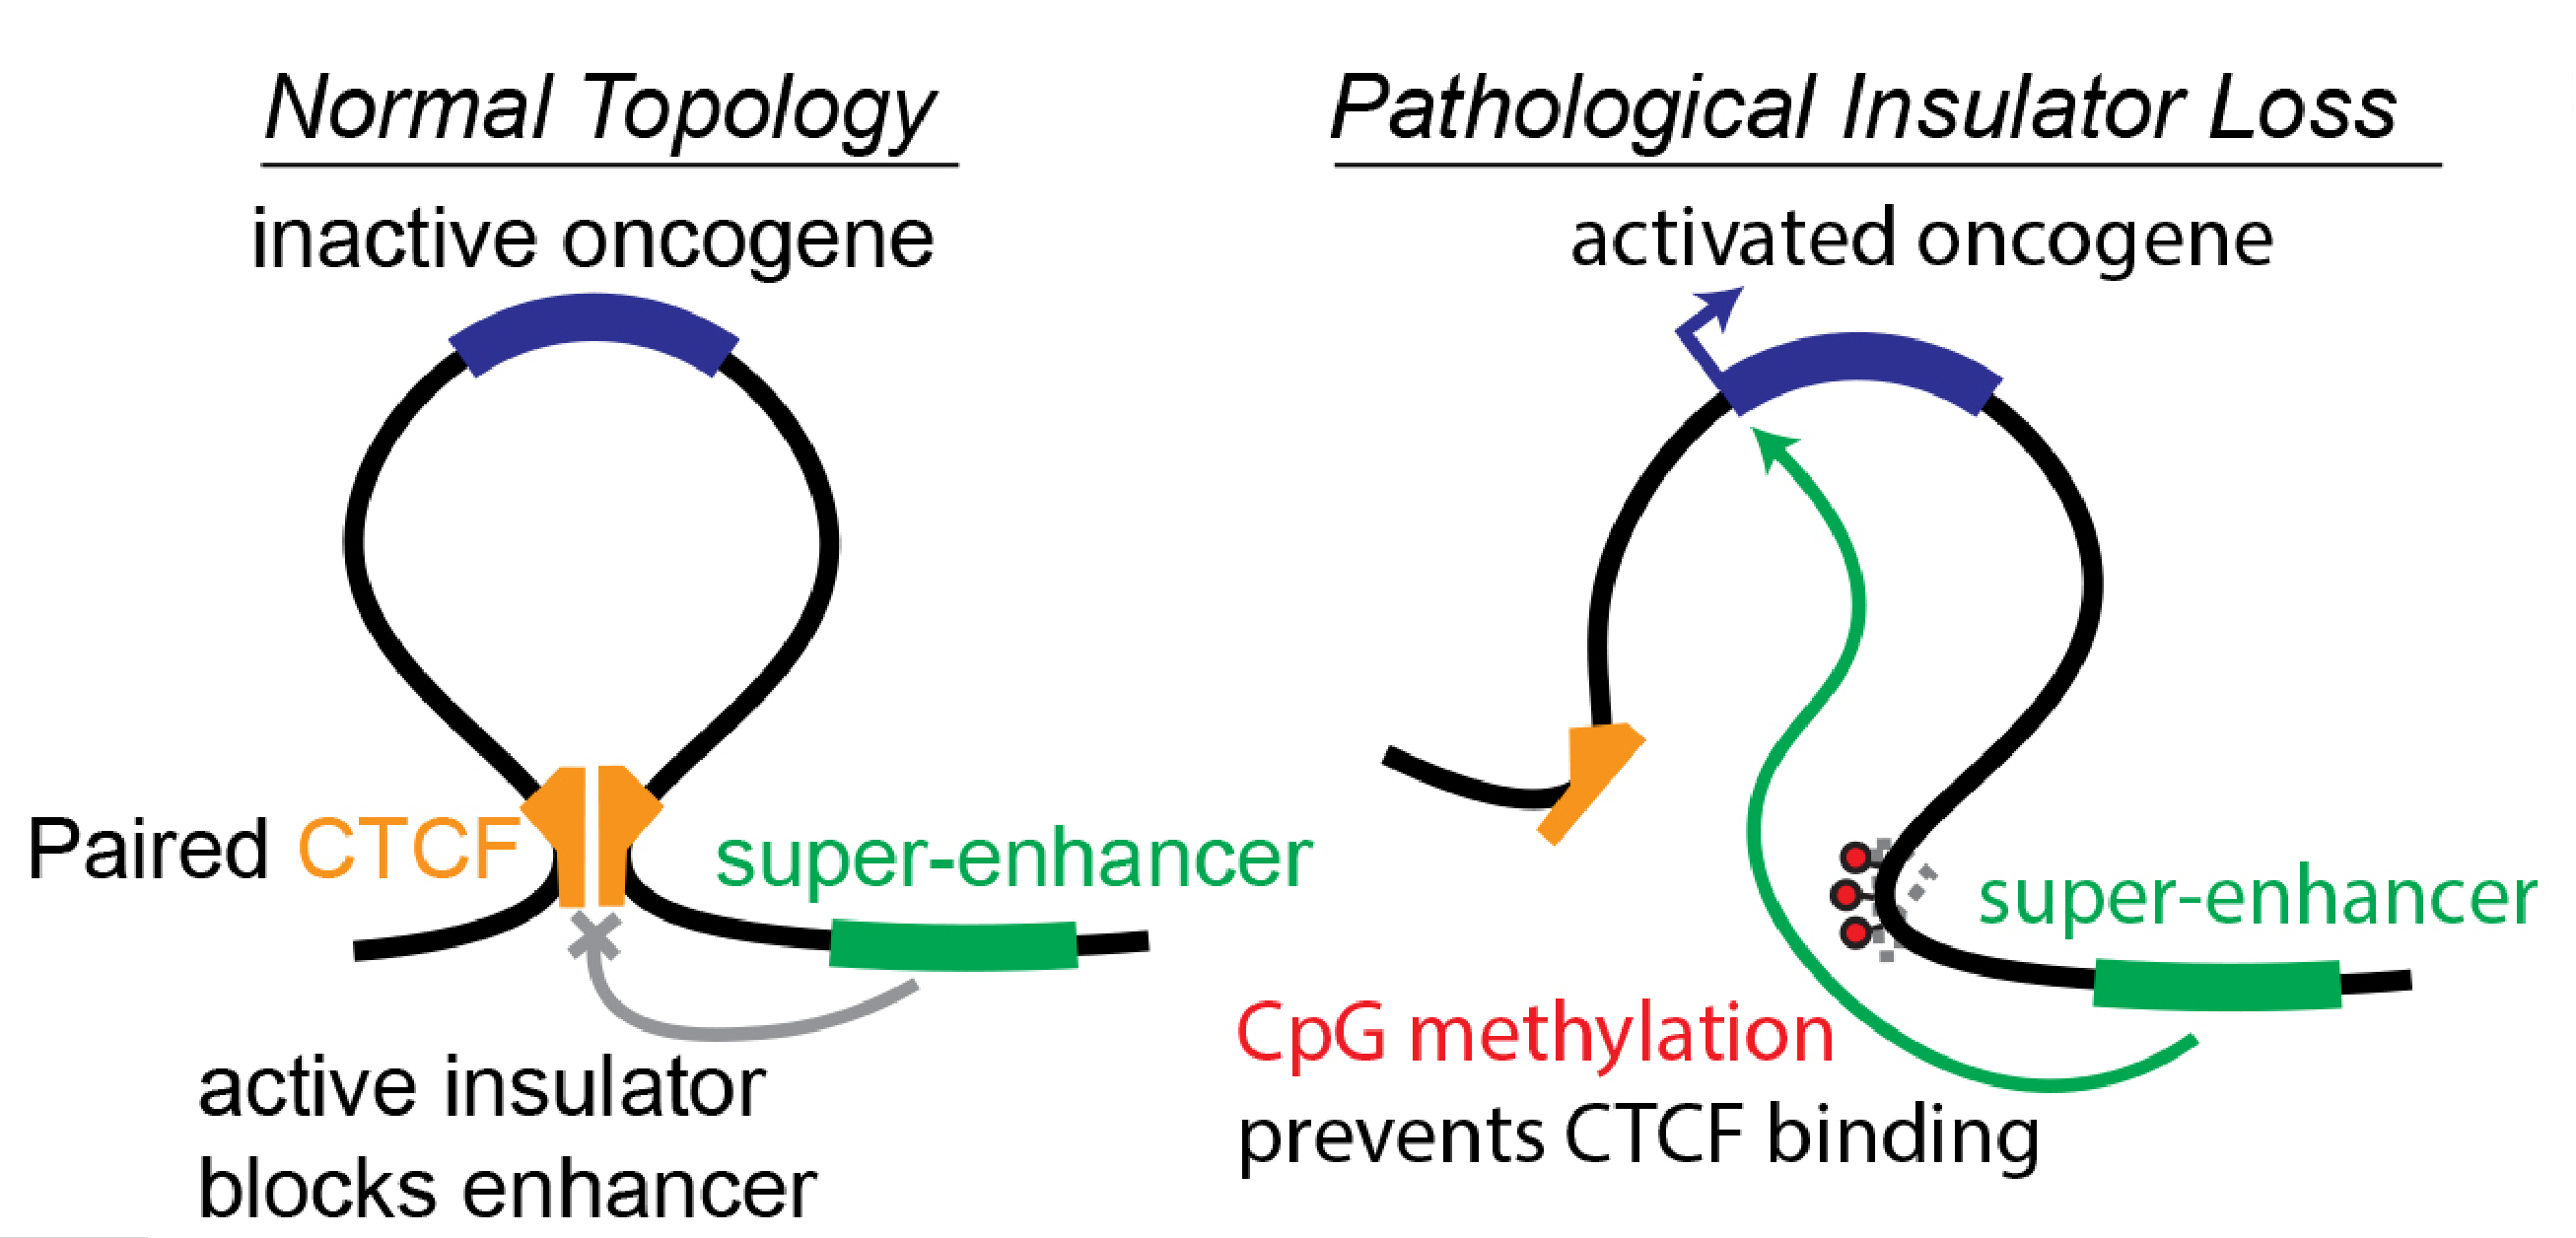 Normal Topology
inactive oncogene
Paired CTCF
super-enhancer
active insulator
blocks enhancer
Pathological Insulator Loss
activated oncogene
super-enhancer
CpG methylation
prevents CTCF binding